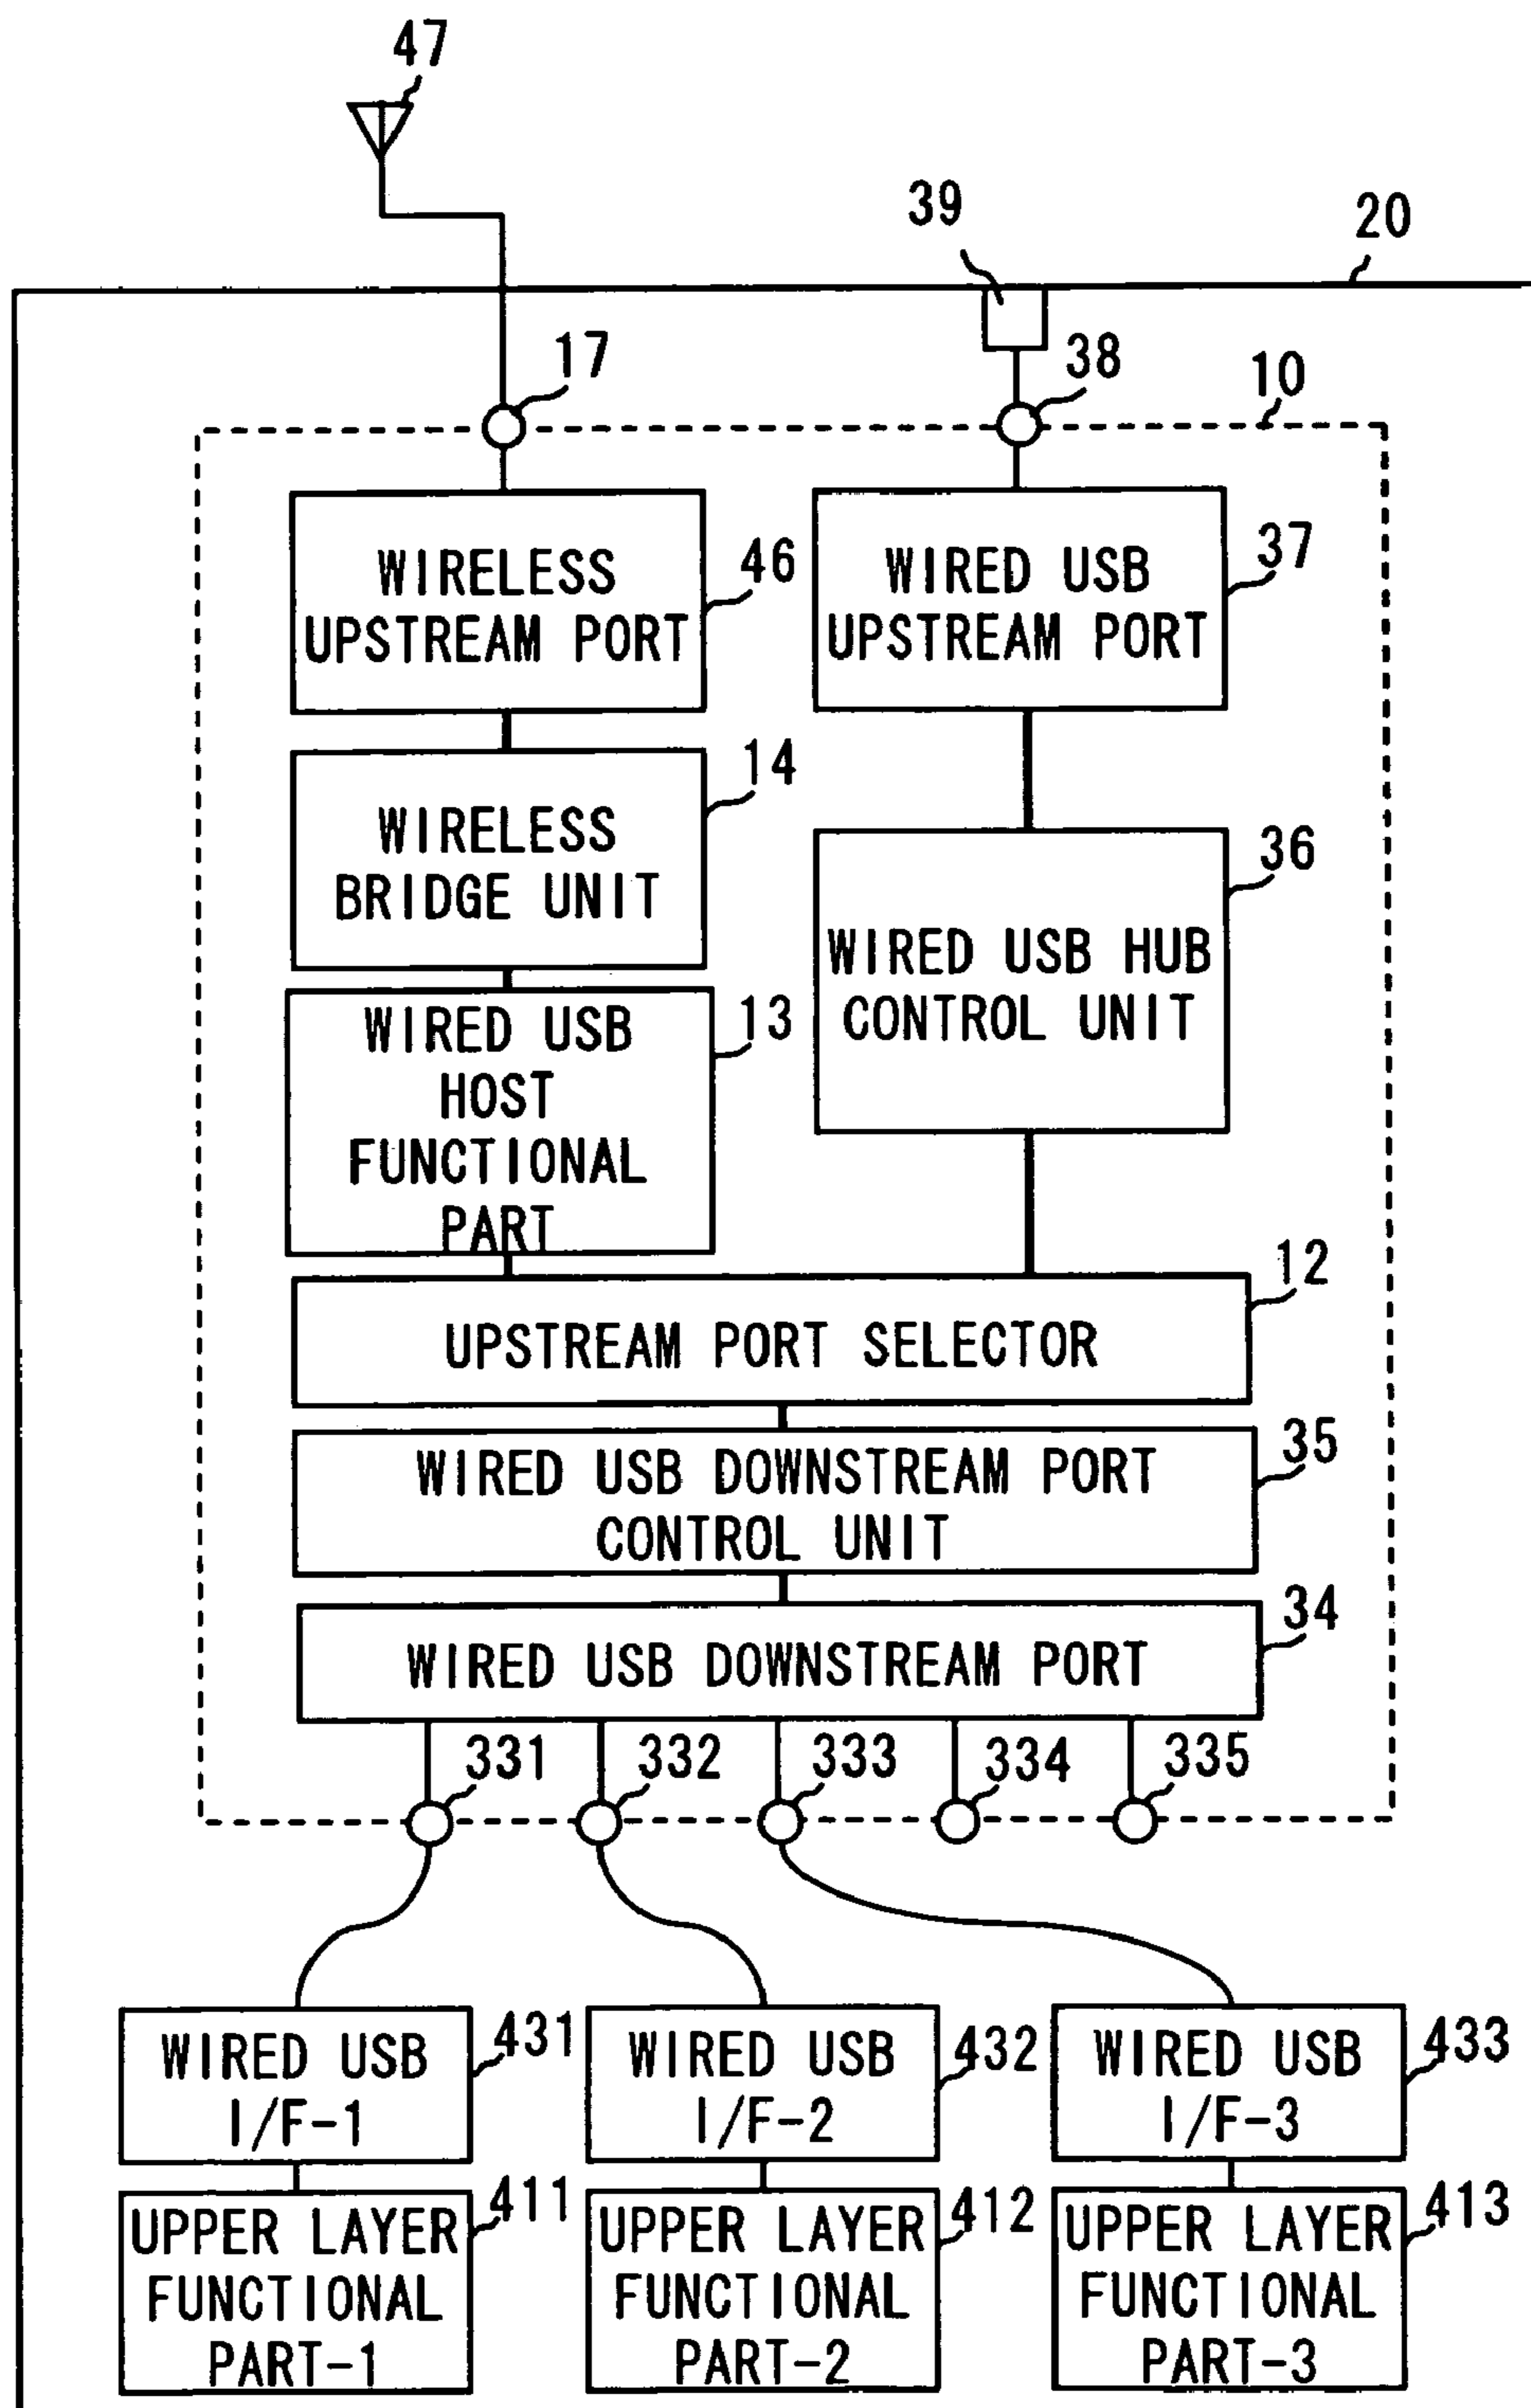 47
39
20
17
38
10
WIRELESS
UPSTREAM PORT
46
WIRED USB
UPSTREAM PORT
37
WIRELESS
BRIDGE UNIT
14
WIRED USB HUB
CONTROL UNIT
36
WIRED USB
HOST
FUNCTIONAL
PART
13
UPSTREAM PORT SELECTOR
12
WIRED USB DOWNSTREAM PORT
CONTROL UNIT
35
WIRED USB DOWNSTREAM PORT
34
331
332
333
334
335
WIRED USB
I/F-1
431
WIRED USB
I/F-2
432
WIRED USB
I/F-3
433
UPPER LAYER
FUNCTIONAL
PART-1
411
UPPER LAYER
FUNCTIONAL
PART-2
412
UPPER LAYER
FUNCTIONAL
PART-3
413